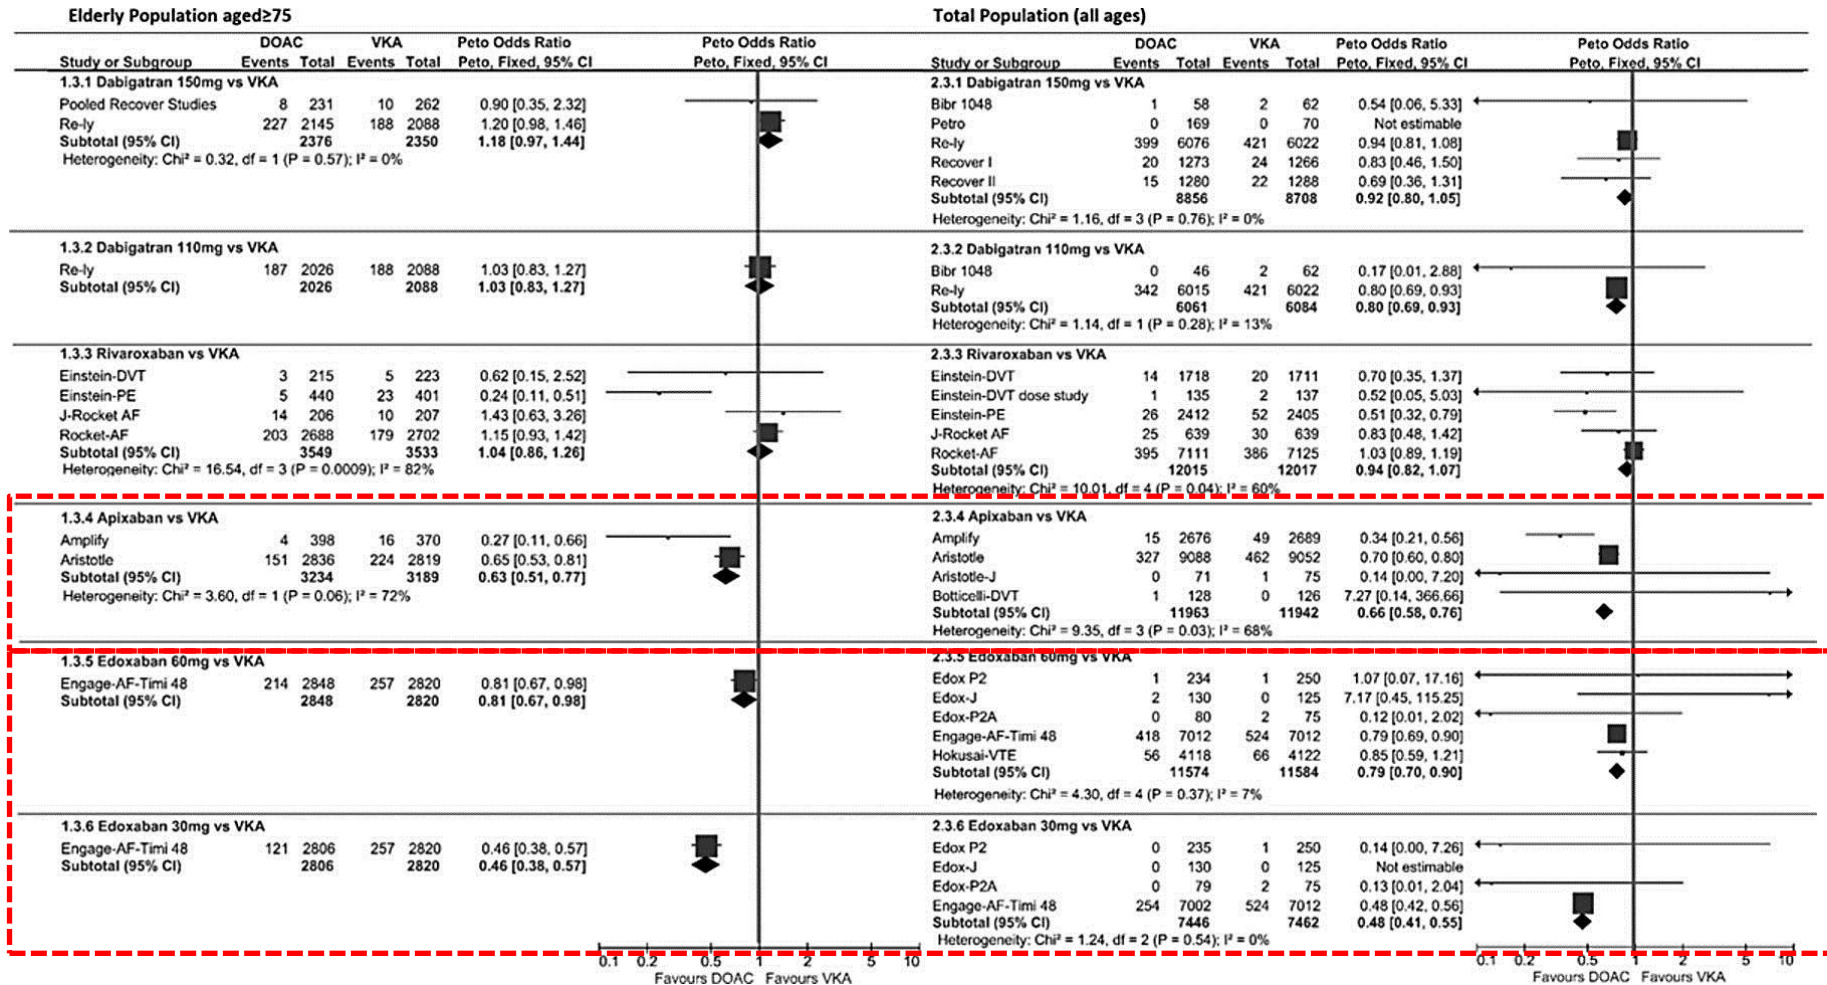 Elderly Population aged≥75
DOAC VKA Peto Odds Ratio Peto Odds Ratio
Study or Subgroup Events Total Events Total Peto, Fixed, 95% CI Peto, Fixed, 95% CI
1.3.1 Dabigatran 150mg vs VKA
Pooled Recover Studies 8 231 10 262 0.90 [0.35, 2.32]
Re-ly 227 2145 188 2088 1.20 [0.98, 1.46]
Subtotal (95% CI) 2376 2350 1.18 [0.97, 1.44]
Heterogeneity: Chi² = 0.32, df = 1 (P = 0.57); I² = 0%
1.3.2 Dabigatran 110mg vs VKA
Re-ly 187 2026 188 2088 1.03 [0.83, 1.27]
Subtotal (95% CI) 2026 2088 1.03 [0.83, 1.27]
1.3.3 Rivaroxaban vs VKA
Einstein-DVT 3 215 5 223 0.62 [0.15, 2.52]
Einstein-PE 5 440 23 401 0.24 [0.11, 0.51]
J-Rocket AF 14 206 10 207 1.43 [0.63, 3.26]
Rocket-AF 203 2688 179 2702 1.15 [0.93, 1.42]
Subtotal (95% CI) 3549 3533 1.04 [0.86, 1.26]
Heterogeneity: Chi² = 16.54, df = 3 (P = 0.0009); I² = 82%
1.3.4 Apixaban vs VKA
Amplify 4 398 16 370 0.27 [0.11, 0.66]
Aristotle 151 2836 224 2819 0.65 [0.53, 0.81]
Subtotal (95% CI) 3234 3189 0.63 [0.51, 0.77]
Heterogeneity: Chi² = 3.60, df = 1 (P = 0.06); I² = 72%
1.3.5 Edoxaban 60mg vs VKA
Engage-AF-Timi 48 214 2848 257 2820 0.81 [0.67, 0.98]
Subtotal (95% CI) 2848 2820 0.81 [0.67, 0.98]
1.3.6 Edoxaban 30mg vs VKA
Engage-AF-Timi 48 121 2806 257 2820 0.46 [0.38, 0.57]
Subtotal (95% CI) 2806 2820 0.46 [0.38, 0.57]
0.1 0.2 0.5 1 2 5 10
Favours DOAC Favours VKA
Total Population (all ages)
DOAC VKA Peto Odds Ratio Peto Odds Ratio
Study or Subgroup Events Total Events Total Peto, Fixed, 95% CI Peto, Fixed, 95% CI
2.3.1 Dabigatran 150mg vs VKA
Bibr 1048 1 58 2 62 0.54 [0.06, 5.33]
Petro 0 169 0 70 Not estimable
Re-ly 399 6076 421 6022 0.94 [0.81, 1.08]
Recover I 20 1273 24 1266 0.83 [0.46, 1.50]
Recover II 15 1280 22 1288 0.69 [0.36, 1.31]
Subtotal (95% CI) 8856 8708 0.92 [0.80, 1.05]
Heterogeneity: Chi² = 1.16, df = 3 (P = 0.76); I² = 0%
2.3.2 Dabigatran 110mg vs VKA
Bibr 1048 0 46 2 62 0.17 [0.01, 2.88]
Re-ly 342 6015 421 6022 0.80 [0.69, 0.93]
Subtotal (95% CI) 6061 6084 0.80 [0.69, 0.93]
Heterogeneity: Chi² = 1.14, df = 1 (P = 0.28); I² = 13%
2.3.3 Rivaroxaban vs VKA
Einstein-DVT 14 1718 20 1711 0.70 [0.35, 1.37]
Einstein-DVT dose study 1 135 2 137 0.52 [0.05, 5.03]
Einstein-PE 26 2412 52 2405 0.51 [0.32, 0.79]
J-Rocket AF 25 639 30 639 0.83 [0.48, 1.42]
Rocket-AF 395 7111 386 7125 1.03 [0.89, 1.19]
Subtotal (95% CI) 12015 12017 0.94 [0.82, 1.07]
Heterogeneity: Chi² = 10.01, df = 4 (P = 0.04); I² = 60%
2.3.4 Apixaban vs VKA
Amplify 15 2676 49 2689 0.34 [0.21, 0.56]
Aristotle 327 9088 462 9052 0.70 [0.60, 0.80]
Aristotle-J 0 71 1 75 0.14 [0.00, 7.20]
Botticelli-DVT 1 128 0 126 7.27 [0.14, 366.66]
Subtotal (95% CI) 11963 11942 0.66 [0.58, 0.76]
Heterogeneity: Chi² = 9.35, df = 3 (P = 0.03); I² = 68%
2.3.5 Edoxaban 60mg vs VKA
Edox P2 1 234 1 250 1.07 [0.07, 17.16]
Edox-J 2 130 0 125 7.17 [0.45, 115.25]
Edox-P2A 0 80 2 75 0.12 [0.01, 2.02]
Engage-AF-Timi 48 418 7012 524 7012 0.79 [0.69, 0.90]
Hokusai-VTE 56 4118 66 4122 0.85 [0.59, 1.21]
Subtotal (95% CI) 11574 11584 0.79 [0.70, 0.90]
Heterogeneity: Chi² = 4.30, df = 4 (P = 0.37); I² = 7%
2.3.6 Edoxaban 30mg vs VKA
Edox P2 0 235 1 250 0.14 [0.00, 7.26]
Edox-J 0 130 0 125 Not estimable
Edox-P2A 0 79 2 75 0.13 [0.01, 2.04]
Engage-AF-Timi 48 254 7002 524 7012 0.48 [0.42, 0.56]
Subtotal (95% CI) 7446 7462 0.48 [0.41, 0.55]
Heterogeneity: Chi² = 1.24, df = 2 (P = 0.54); I² = 0%
0.1 0.2 0.5 1 2 5 10
Favours DOAC Favours VKA